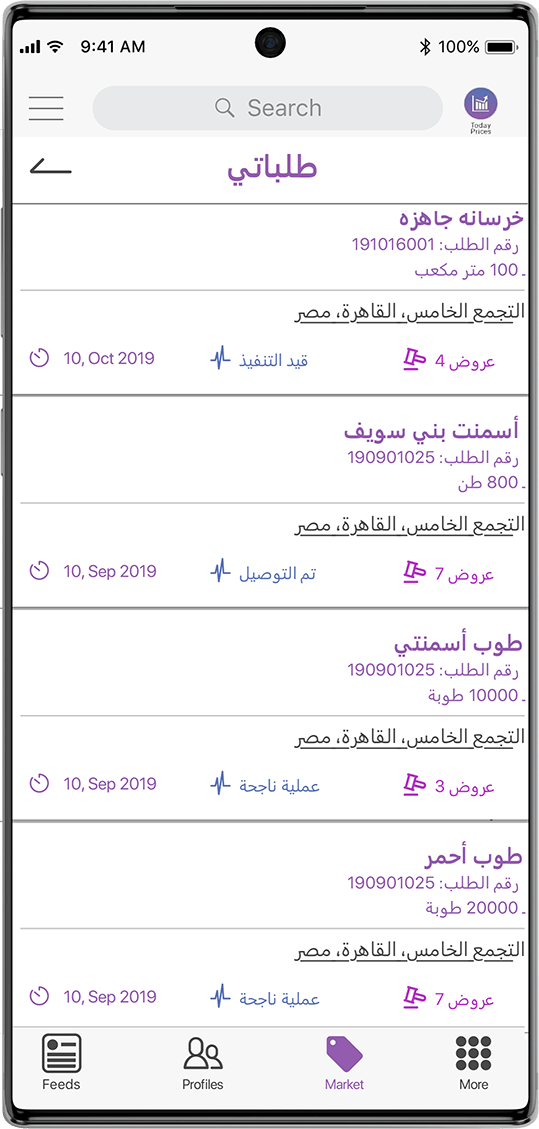 9:41 AM
100%
Search
Today
Prices
طلباتي
خرسانه جاهزه
رقم الطلب: 191016001
ـ 100 متر مكعب
التجمع الخامس، القاهرة، مصر
عروض 4
قيد التنفيذ
10, Oct 2019
أسمنت بني سويف
رقم الطلب: 190901025
ـ 800 طن
التجمع الخامس، القاهرة، مصر
عروض 7
تم التوصيل
10, Sep 2019
طوب أسمنتي
رقم الطلب: 190901025
ـ 10000 طوبة
التجمع الخامس، القاهرة، مصر
عروض 3
عملية ناجحة
10, Sep 2019
طوب أحمر
رقم الطلب: 190901025
ـ 20000 طوبة
التجمع الخامس، القاهرة، مصر
عروض 7
عملية ناجحة
10, Sep 2019
Feeds
Profiles
Market
More